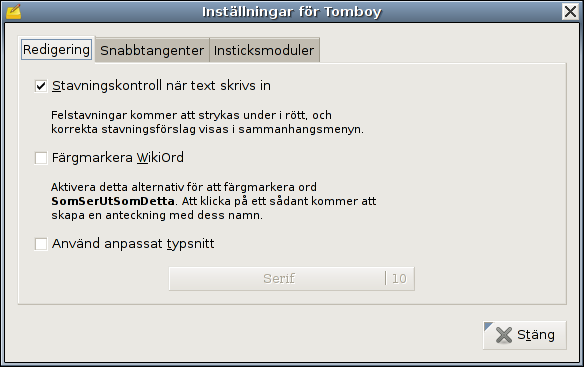 Inställningar för Tomboy
Redigering Snabbtangenter Insticksmoduler
Stavningskontroll när text skrivs in
Felstavningar kommer att strykas under i rött, och
korrekta stavningsförslag visas i sammanhangsmenyn.
Färgmarkera WikiOrd
Aktivera detta alternativ för att färgmarkera ord
SomSerUtSomDetta. Att klicka på ett sådant kommer att
skapa en anteckning med dess namn.
Använd anpassat typsnitt
Serif 10
Stäng